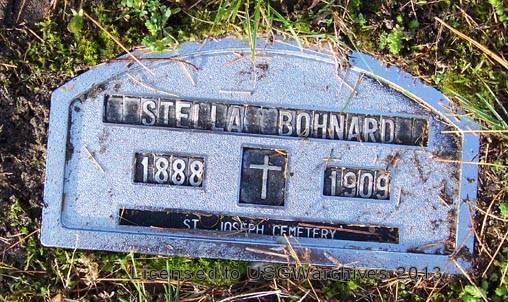 STELLA BOHNARD
1888 1909
ST. JOSEPH CEMETERY
Licensed to USGWarchives 2013